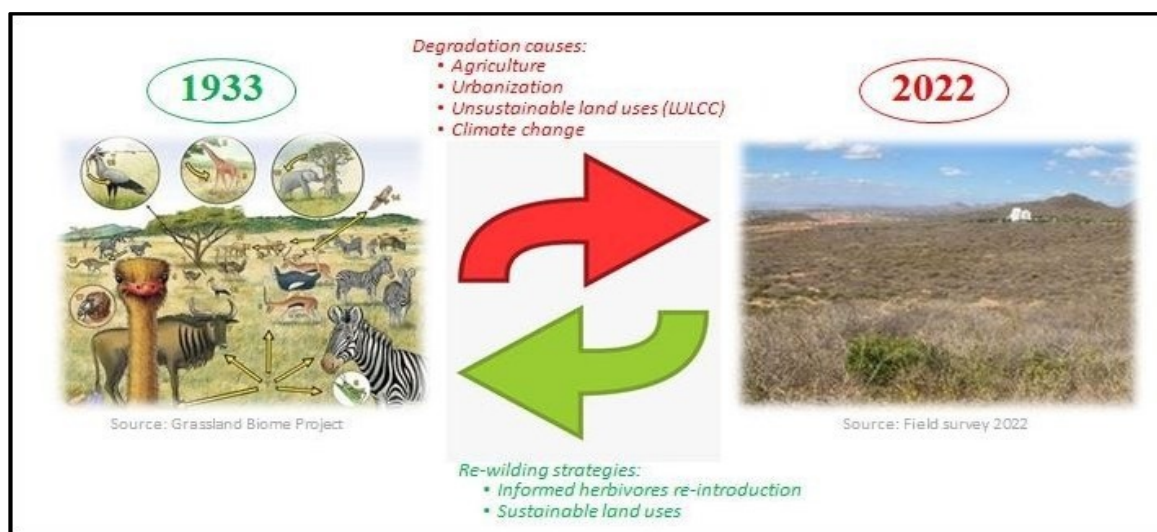 Degradation causes:
• Agriculture
• Urbanization
• Unsustainable land uses (LULCC)
• Climate change
1933
2022
Source: Grassland Biome Project
Source: Field survey 2022
Re-wilding strategies:
• Informed herbivores re-introduction
• Sustainable land uses